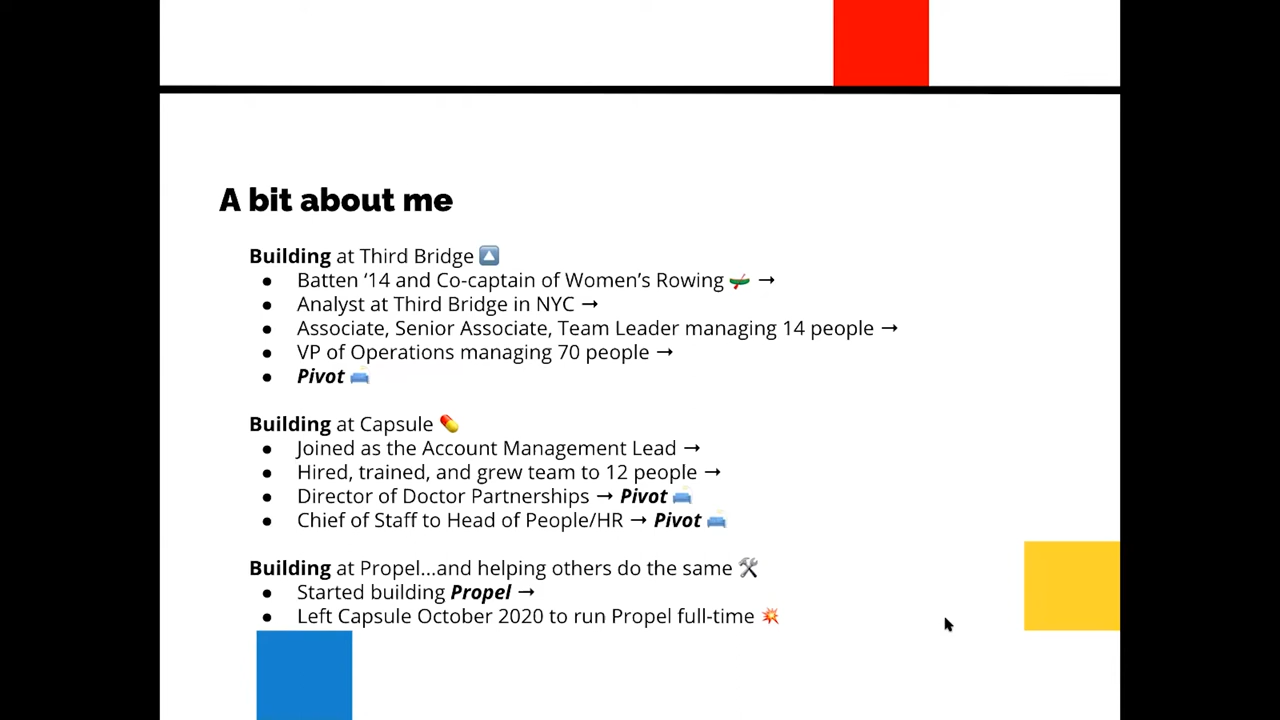 A bit about me
Building at Third Bridge 🔼
● Batten ‘14 and Co-captain of Women’s Rowing 🛶 →
● Analyst at Third Bridge in NYC →
● Associate, Senior Associate, Team Leader managing 14 people →
● VP of Operations managing 70 people →
● Pivot 🛋️
Building at Capsule 💊
● Joined as the Account Management Lead →
● Hired, trained, and grew team to 12 people →
● Director of Doctor Partnerships → Pivot 🛋️
● Chief of Staff to Head of People/HR → Pivot 🛋️
Building at Propel...and helping others do the same 🛠️
● Started building Propel →
● Left Capsule October 2020 to run Propel full-time 💥